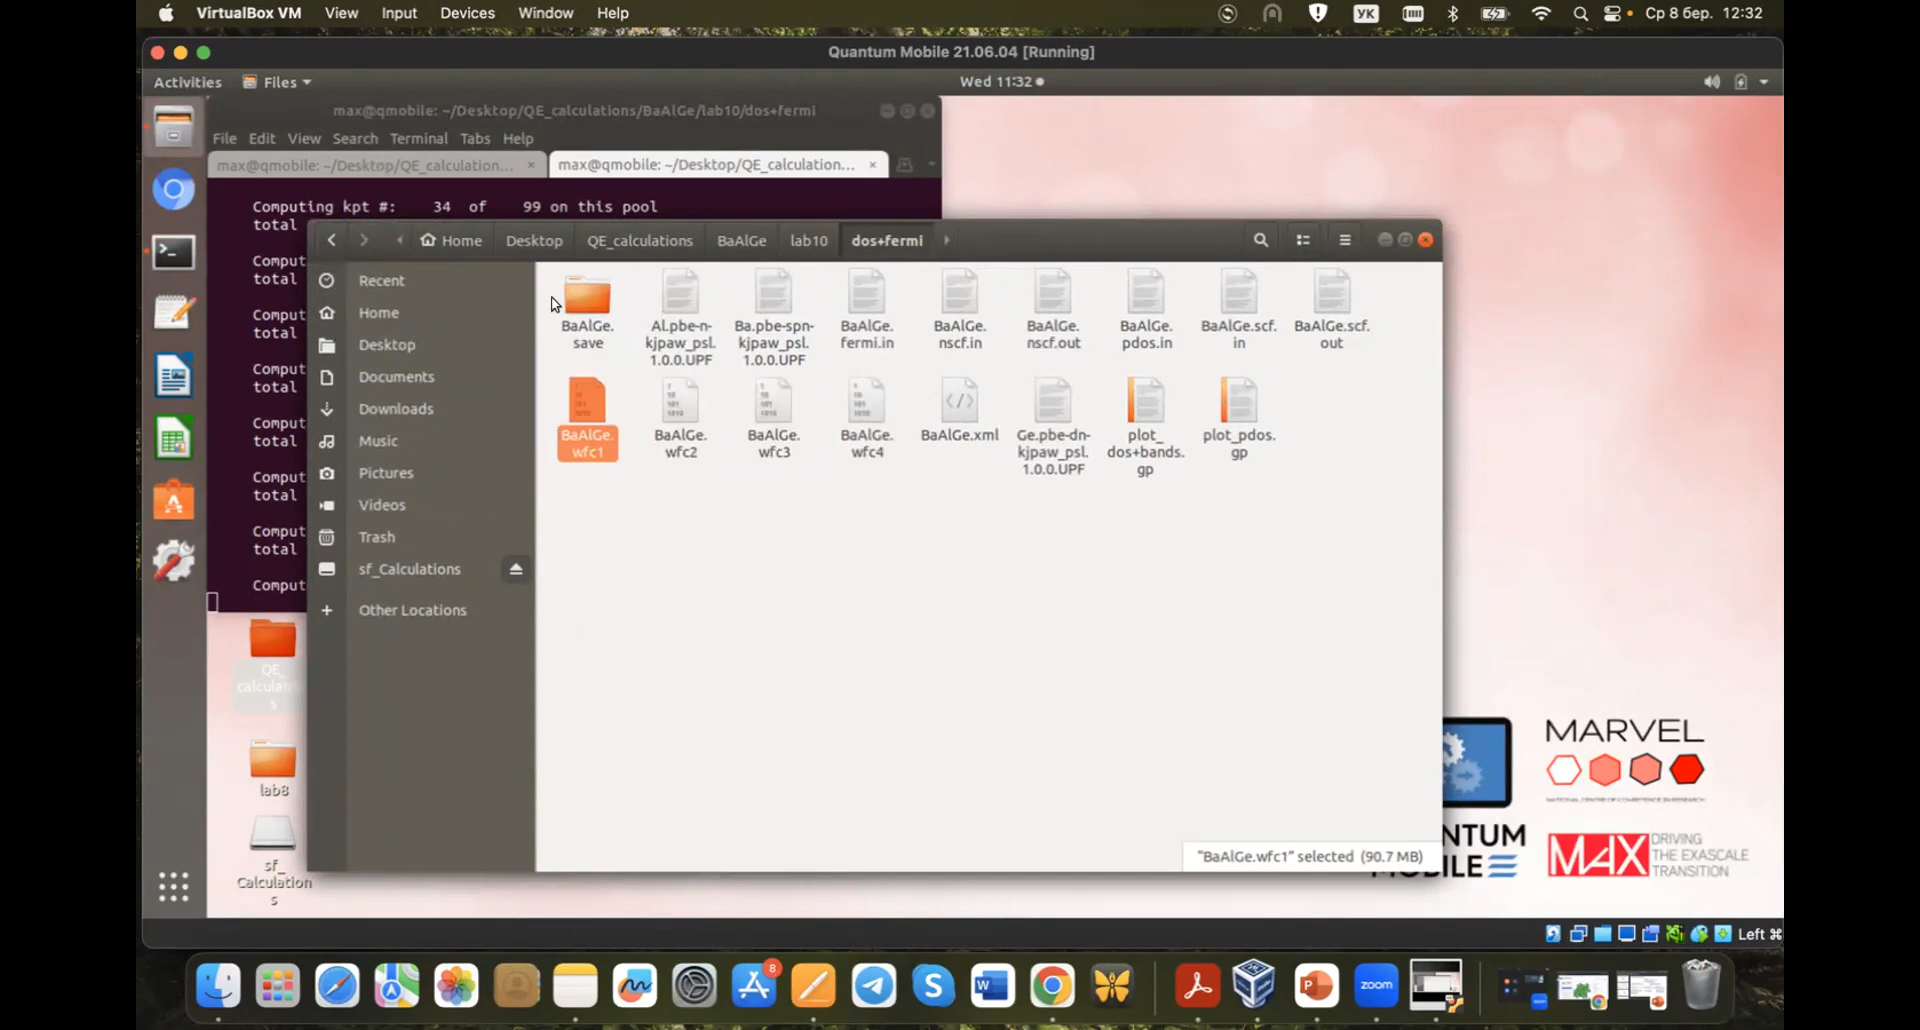 VirtualBox VM View Input Devices Window Help
УК
Ср 8 бер. 12:32
Quantum Mobile 21.06.04 [Running]
Activities
Files
Wed 11:32
max@qmobile: ~/Desktop/QE_calculations/BaAlGe/lab10/dos+fermi
File Edit View Search Terminal Tabs Help
max@qmobile: ~/Desktop/QE_calculation... ×
max@qmobile: ~/Desktop/QE_calculation... ×
Computing kpt #: 34 of 99 on this pool
total
Comput
total
Comput
total
Comput
total
Comput
total
Comput
total
Comput
total
Comput
Home Desktop QE_calculations BaAlGe lab10 dos+fermi
Recent
Home
Desktop
Documents
Downloads
Music
Pictures
Videos
Trash
sf_Calculations
Other Locations
BaAlGe.
save
Al.pbe-n-
kjpaw_psl.
1.0.0.UPF
Ba.pbe-spn-
kjpaw_psl.
1.0.0.UPF
BaAlGe.
fermi.in
BaAlGe.
nscf.in
BaAlGe.
nscf.out
BaAlGe.
pdos.in
BaAlGe.scf.
in
BaAlGe.scf.
out
BaAlGe.
wfc1
BaAlGe.
wfc2
BaAlGe.
wfc3
BaAlGe.
wfc4
BaAlGe.xml
Ge.pbe-dn-
kjpaw_psl.
1.0.0.UPF
plot_
dos+bands.
gp
plot_pdos.
gp
"BaAlGe.wfc1" selected (90.7 MB)
QE_
calculation
s
lab8
sf_
Calculation
s
MARVEL
NTUM
MOBILE
MAX
DRIVING
THE EXASCALE
TRANSITION
Left ⌘
8
zoom